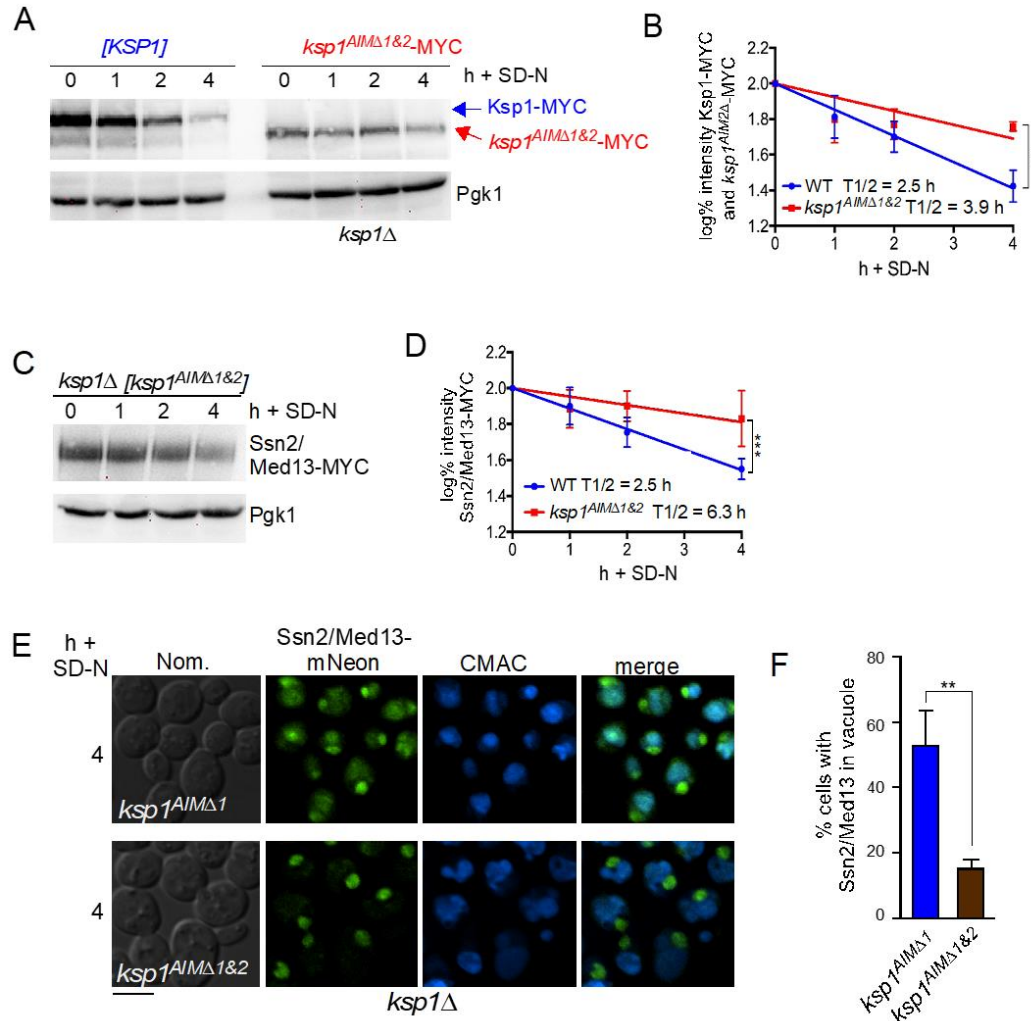 A
[KSP1]
ksp1AIMΔ1&2-MYC
0 1 2 4 0 1 2 4 h + SD-N
Ksp1-MYC
ksp1AIMΔ1&2-MYC
Pgk1
ksp1Δ
B
log% intensity Ksp1-MYC
and ksp1AIM2Δ-MYC
2.2
2.0
1.8
1.6
1.4
1.2
WT T1/2 = 2.5 h
ksp1AIMΔ1&2 T1/2 = 3.9 h
0 1 2 3 4
h + SD-N
C
ksp1Δ [ksp1AIMΔ1&2]
0 1 2 4 h + SD-N
Ssn2/
Med13-MYC
Pgk1
D
log% intensity
Ssn2/Med13-MYC
2.2
2.0
1.8
1.6
1.4
1.2
***
WT T1/2 = 2.5 h
ksp1AIMΔ1&2 T1/2 = 6.3 h
0 1 2 3 4
h + SD-N
E
h +
SD-N
Nom.
Ssn2/Med13-
mNeon
CMAC
merge
4
ksp1AIMΔ1
4
ksp1AIMΔ1&2
ksp1Δ
F
% cells with
Ssn2/Med13 in vacuole
80
60
40
20
0
**
ksp1AIMΔ1
ksp1AIMΔ1&2